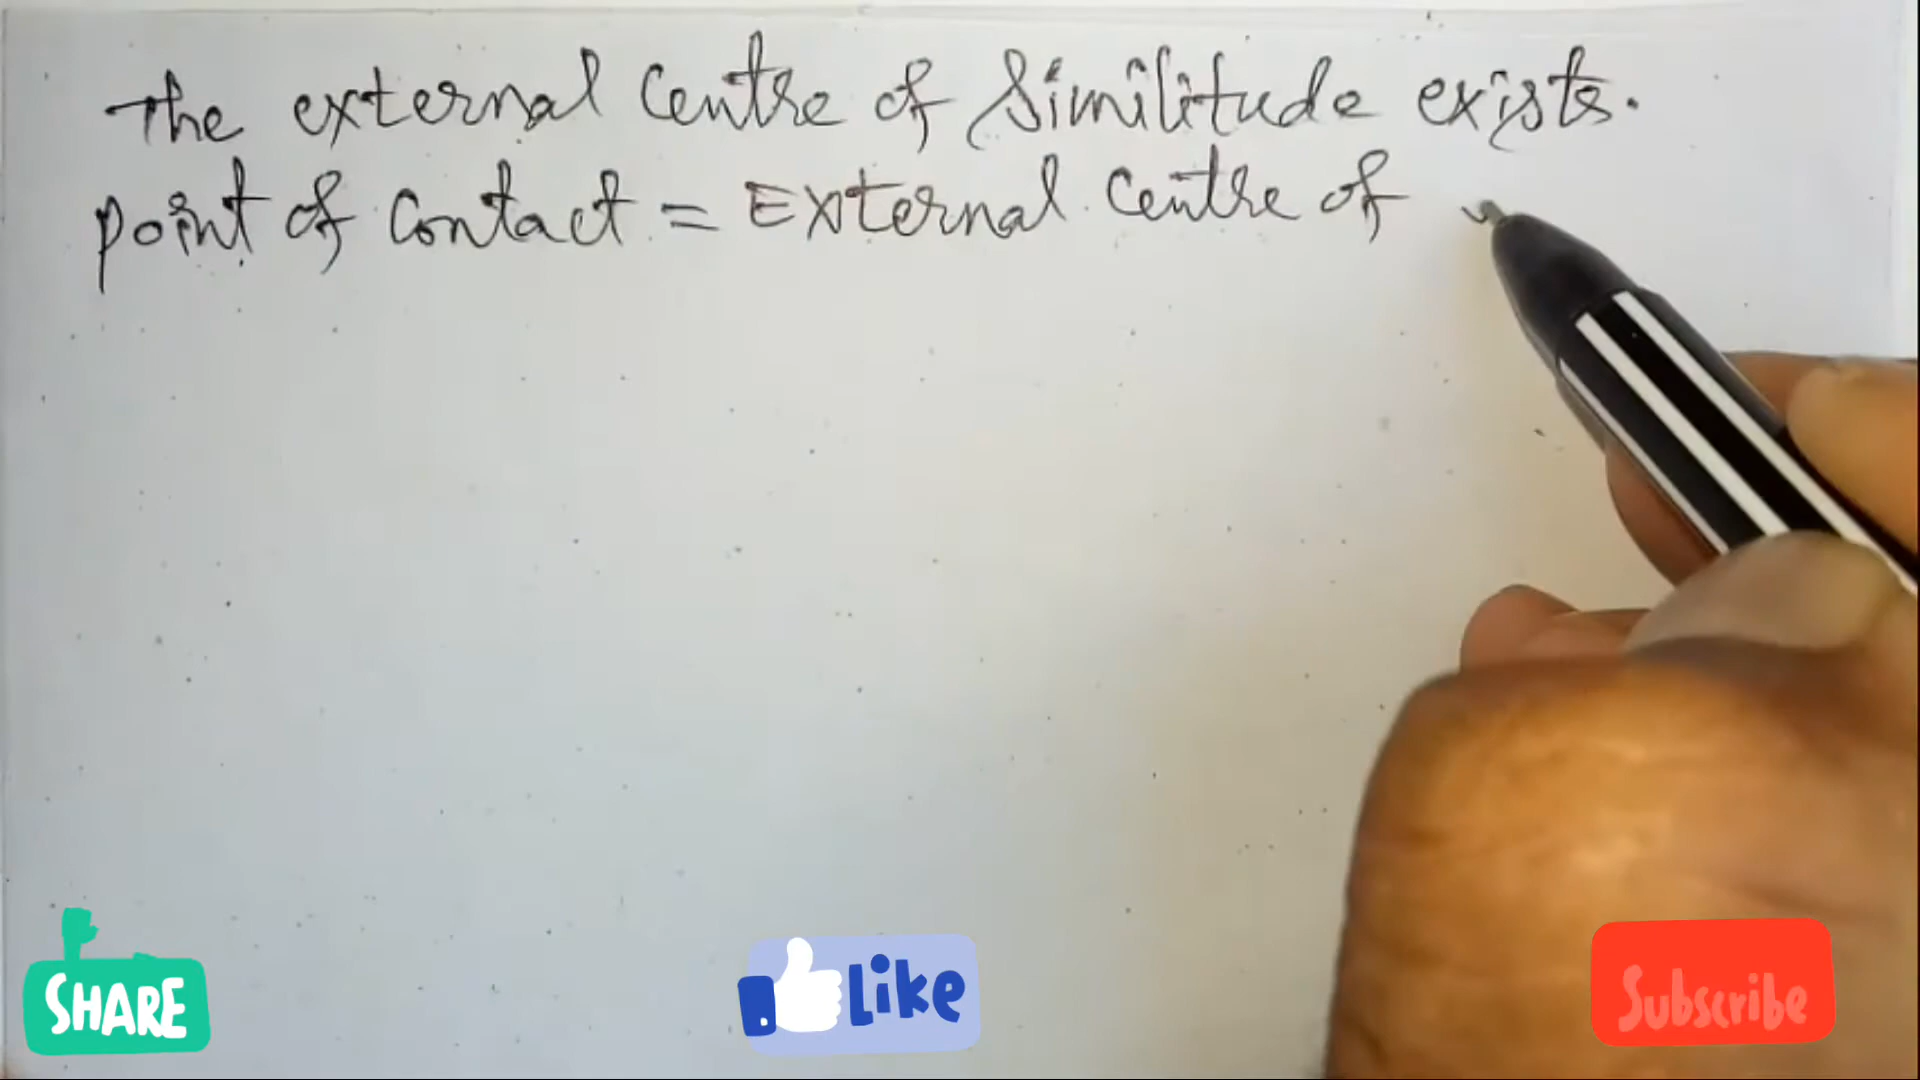 The external Centre of Similitude exists.
point of Contact = External Centre of
SHARE
Like
Subscribe